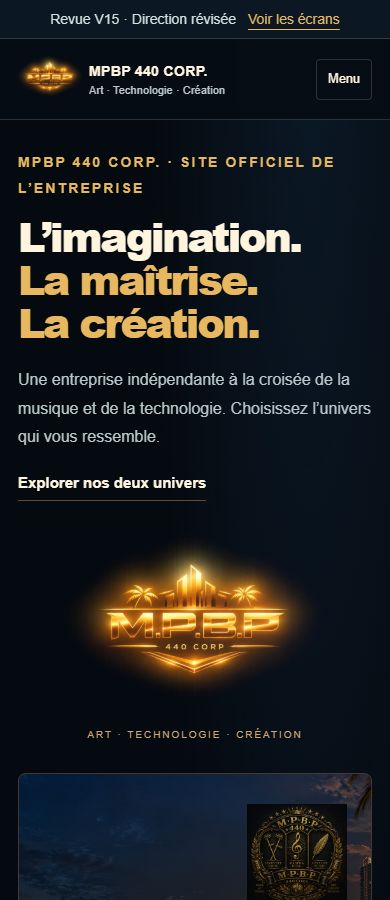 Revue V15 · Direction révisée Voir les écrans
M.P.B.P
MPBP 440 CORP.
Art · Technologie · Création
Menu
MPBP 440 CORP. · SITE OFFICIEL DE
L’ENTREPRISE
L’imagination.
La maîtrise.
La création.
Une entreprise indépendante à la croisée de la
musique et de la technologie. Choisissez l’univers
qui vous ressemble.
Explorer nos deux univers
M.P.B.P
440 CORP
ART · TECHNOLOGIE · CRÉATION
M·P·B·P
440
M·P·B·P